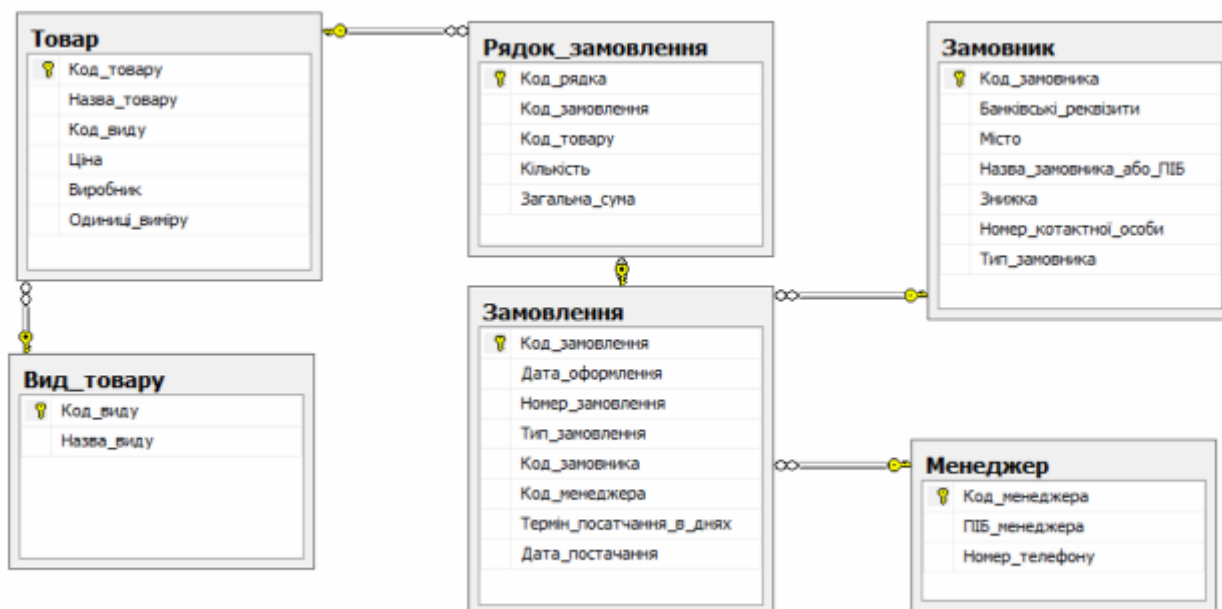 Товар
Код_товару
Назва_товару
Код_виду
Ціна
Виробник
Одиниці_виміру
Рядок_замовлення
Код_рядка
Код_замовлення
Код_товару
Кількість
Загальна_сума
Замовник
Код_замовника
Банківські_реквізити
Місто
Назва_замовника_або_ПІБ
Знижка
Номер_котактної_особи
Тип_замовника
Вид_товару
Код_виду
Назва_виду
Замовлення
Код_замовлення
Дата_оформлення
Номер_замовлення
Тип_замовлення
Код_замовника
Код_менеджера
Термін_посатчання_в_днях
Дата_постачання
Менеджер
Код_менеджера
ПІБ_менеджера
Номер_телефону